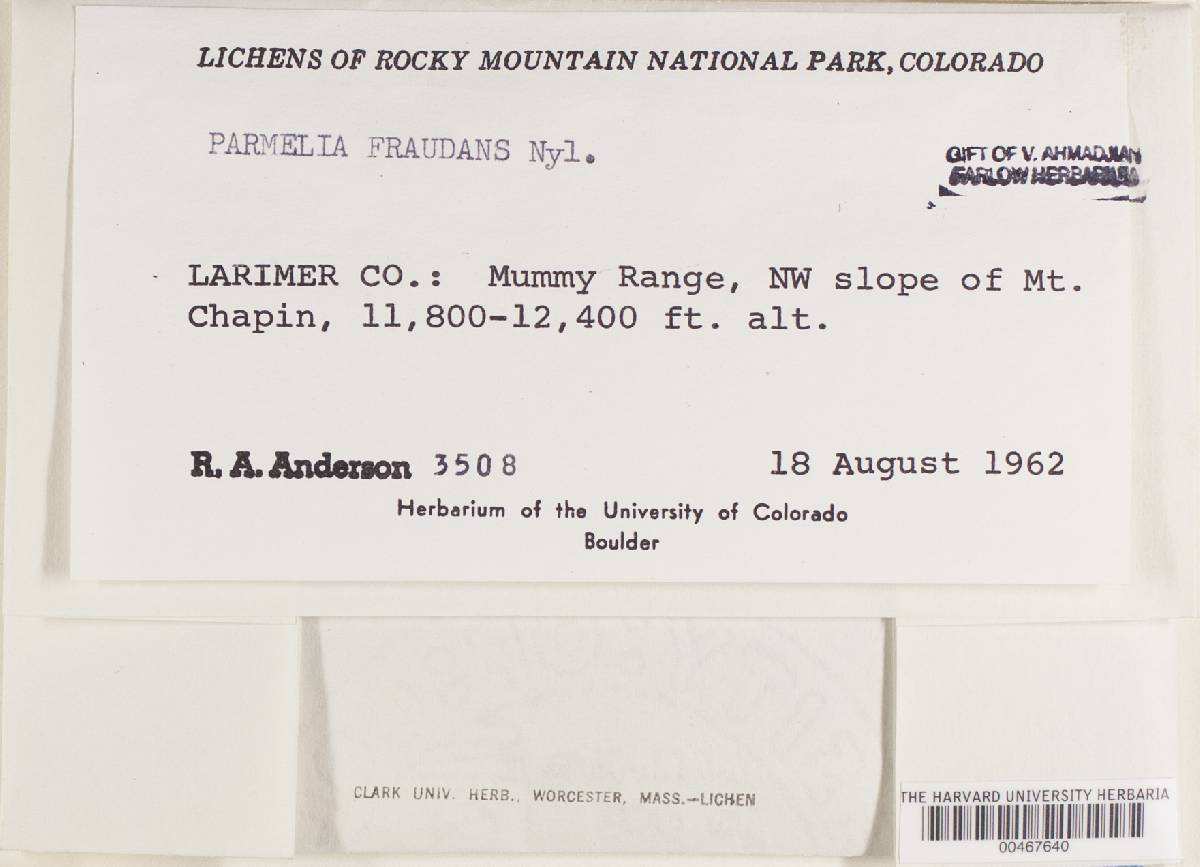 LICHENS OF ROCKY MOUNTAIN NATIONAL PARK, COLORADO
PARMELIA FRAUDANS Nyl.
GIFT OF V. AHMADJIAN
FARLOW HERBARIUM
LARIMER CO.: Mummy Range, NW slope of Mt.
Chapin, 11,800-12,400 ft. alt.
R. A. Anderson 3508 18 August 1962
Herbarium of the University of Colorado
Boulder
CLARK UNIV. HERB., WORCESTER, MASS.—LICHEN
THE HARVARD UNIVERSITY HERBARIA
00467640